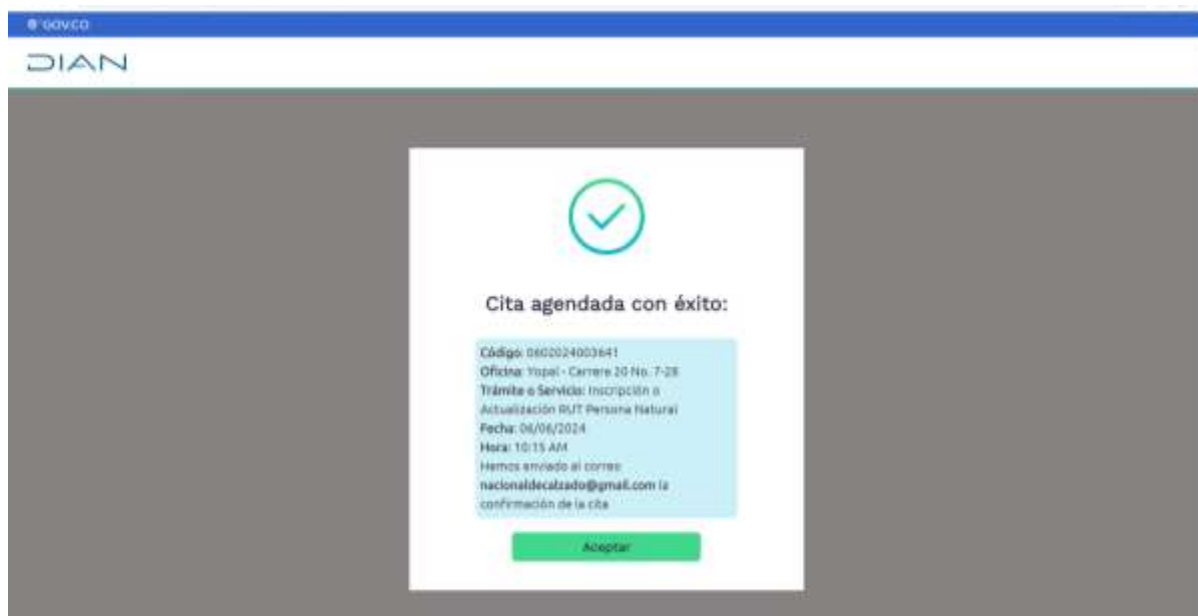 GOV.CO
DIAN
Cita agendada con éxito:
Código: 0602024003641
Oficina: Yopal - Carrera 20 No. 7-28
Trámite o Servicio: Inscripción o
Actualización RUT Persona Natural
Fecha: 06/06/2024
Hora: 10:15 AM
Hemos enviado al correo
nacionaldecalzado@gmail.com la
confirmación de la cita
Aceptar